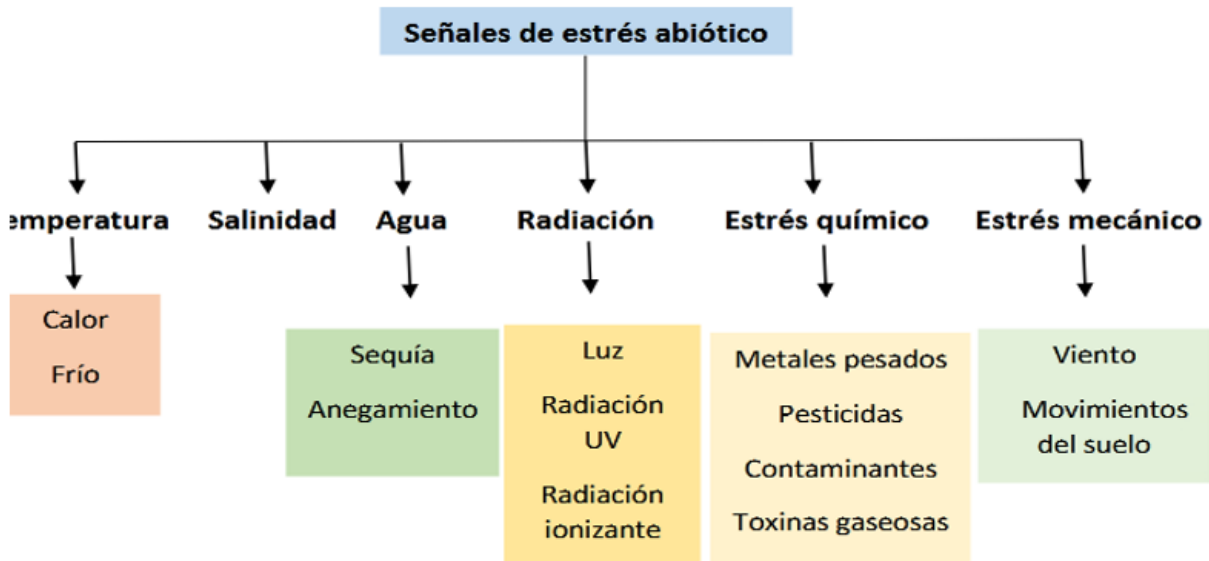 Señales de estrés abiótico
emperatura
Salinidad
Agua
Radiación
Estrés químico
Estrés mecánico
Calor
Frío
Sequía
Anegamiento
Luz
Radiación
UV
Radiación
ionizante
Metales pesados
Pesticidas
Contaminantes
Toxinas gaseosas
Viento
Movimientos
del suelo